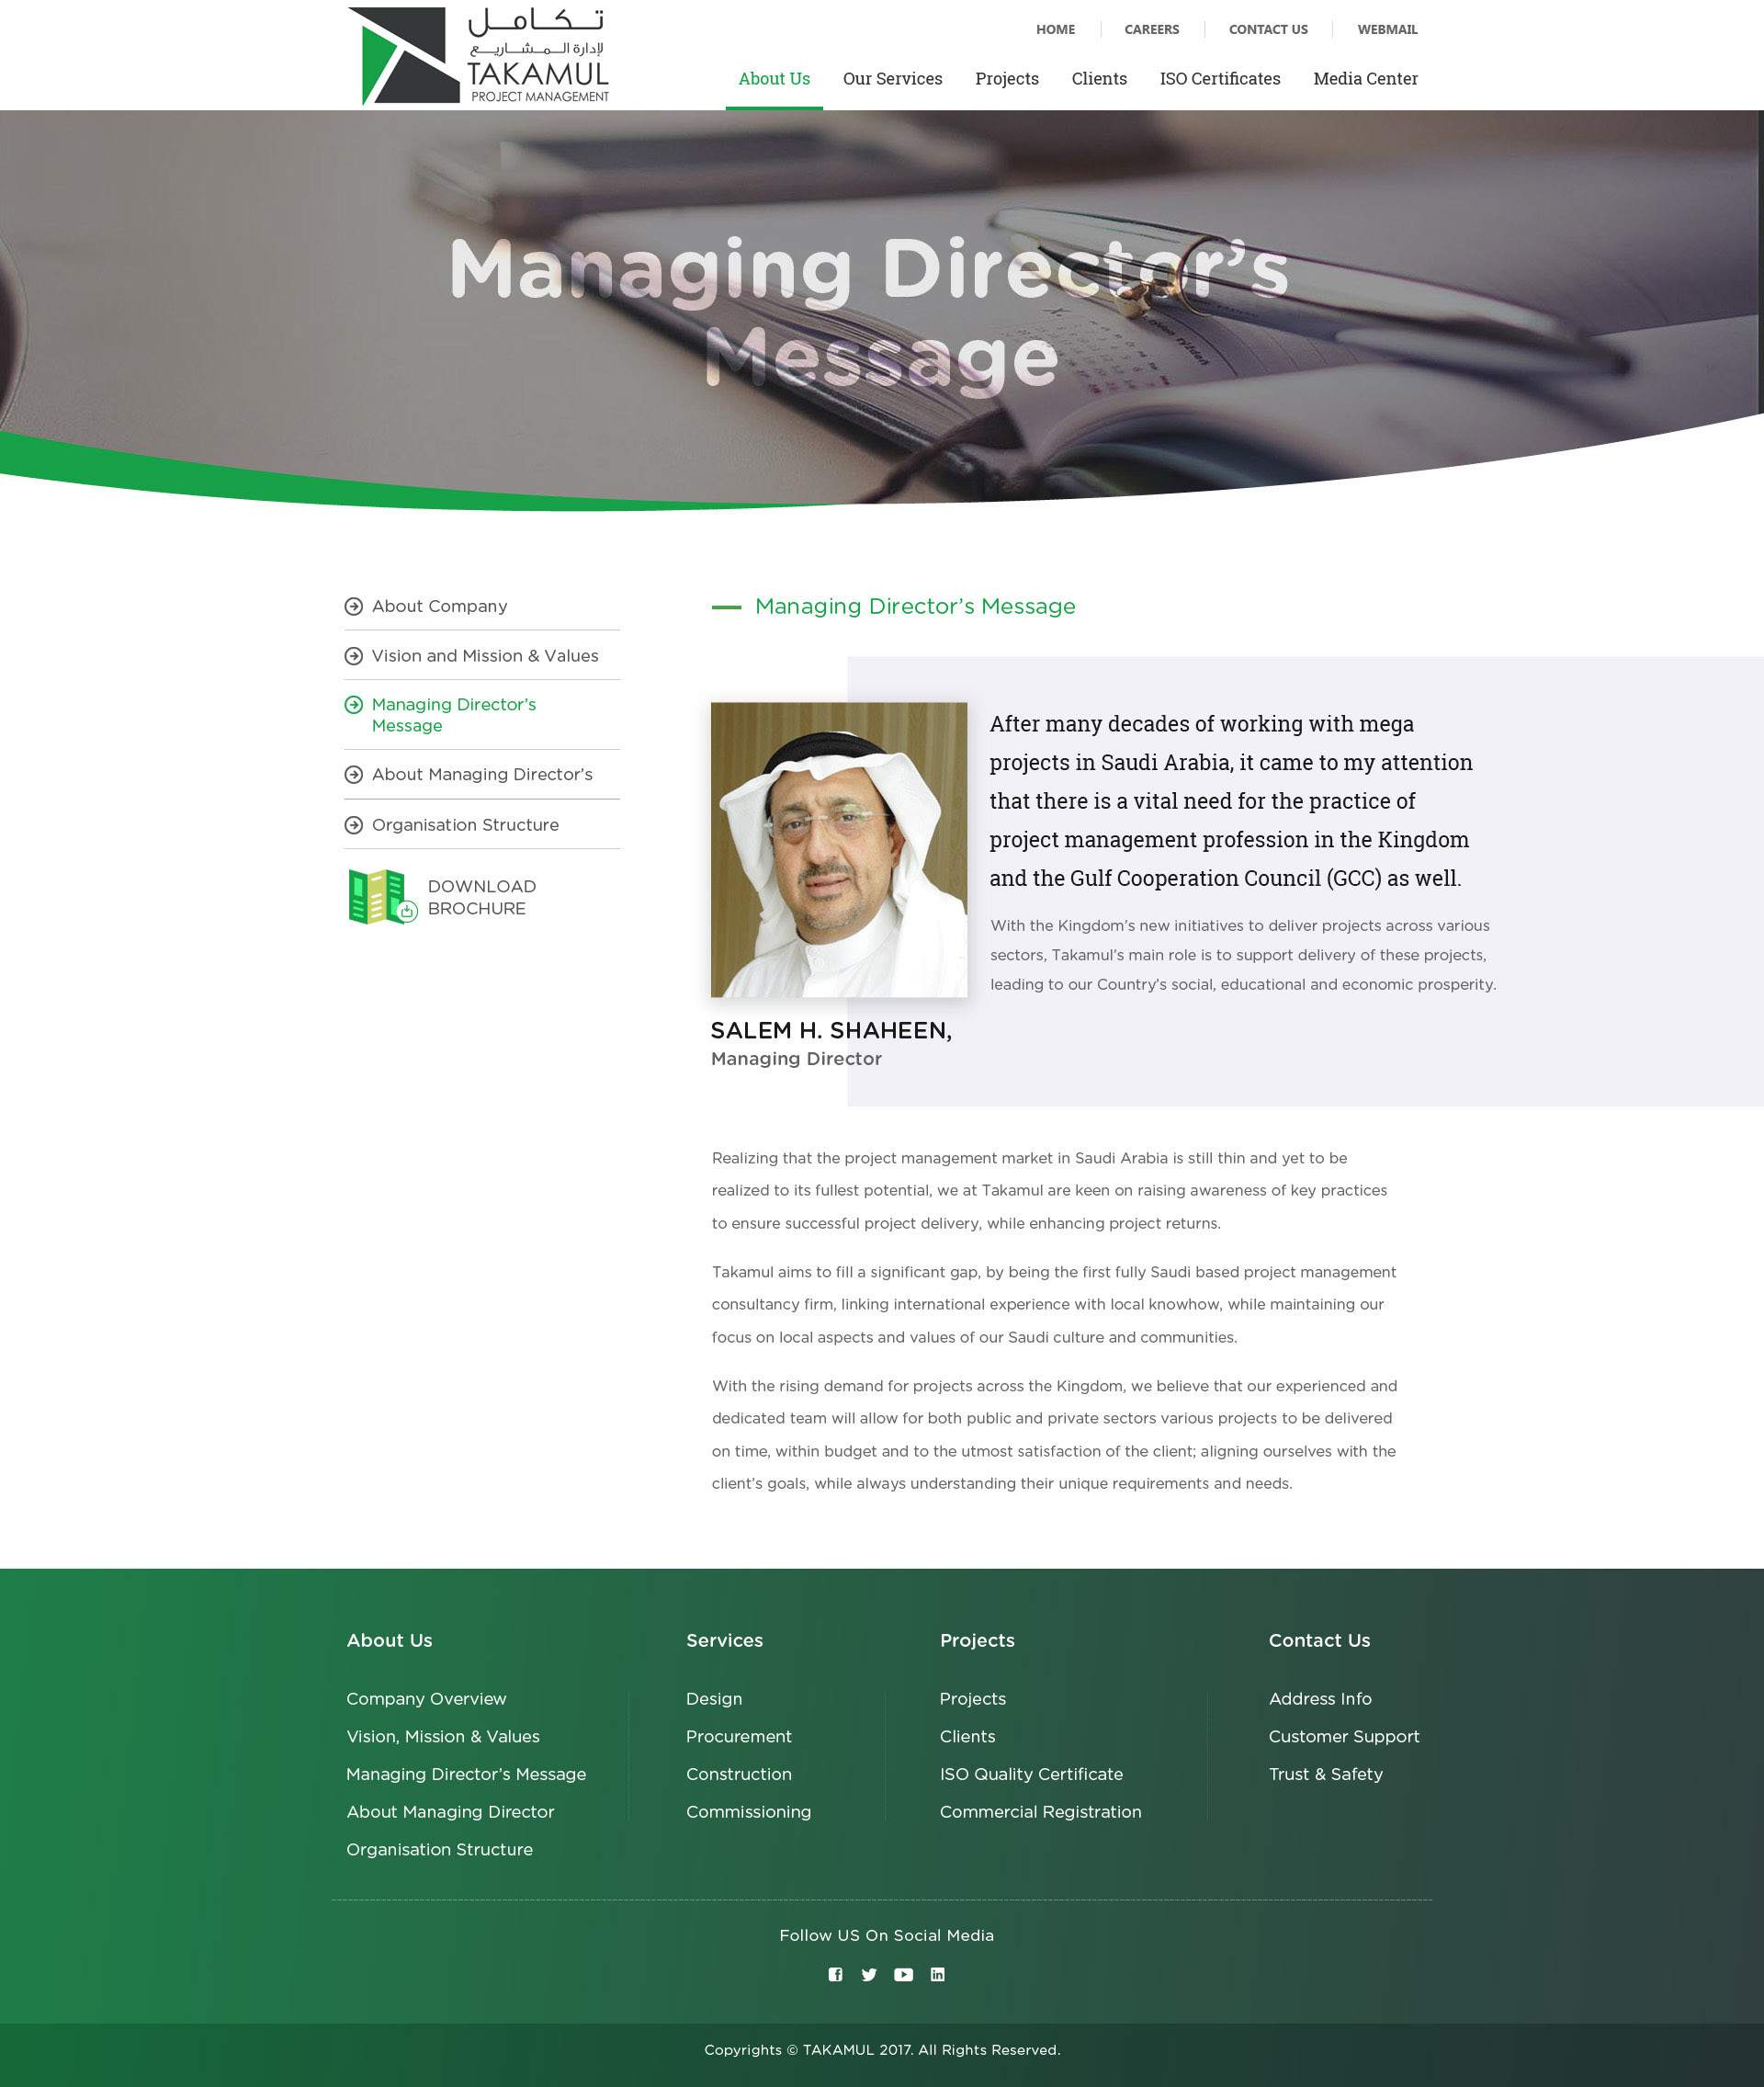 تكامل
لإدارة المشاريع
TAKAMUL
PROJECT MANAGEMENT
HOME
CAREERS
CONTACT US
WEBMAIL
About Us
Our Services
Projects
Clients
ISO Certificates
Media Center
Managing Director’s
Message
About Company
Vision and Mission & Values
Managing Director’s
Message
About Managing Director’s
Organisation Structure
DOWNLOAD
BROCHURE
Managing Director’s Message
After many decades of working with mega
projects in Saudi Arabia, it came to my attention
that there is a vital need for the practice of
project management profession in the Kingdom
and the Gulf Cooperation Council (GCC) as well.
With the Kingdom’s new initiatives to deliver projects across various
sectors, Takamul’s main role is to support delivery of these projects,
leading to our Country’s social, educational and economic prosperity.
SALEM H. SHAHEEN,
Managing Director
Realizing that the project management market in Saudi Arabia is still thin and yet to be
realized to its fullest potential, we at Takamul are keen on raising awareness of key practices
to ensure successful project delivery, while enhancing project returns.
Takamul aims to fill a significant gap, by being the first fully Saudi based project management
consultancy firm, linking international experience with local knowhow, while maintaining our
focus on local aspects and values of our Saudi culture and communities.
With the rising demand for projects across the Kingdom, we believe that our experienced and
dedicated team will allow for both public and private sectors various projects to be delivered
on time, within budget and to the utmost satisfaction of the client; aligning ourselves with the
client’s goals, while always understanding their unique requirements and needs.
About Us
Company Overview
Vision, Mission & Values
Managing Director’s Message
About Managing Director
Organisation Structure
Services
Design
Procurement
Construction
Commissioning
Projects
Projects
Clients
ISO Quality Certificate
Commercial Registration
Contact Us
Address Info
Customer Support
Trust & Safety
Follow US On Social Media
Copyrights © TAKAMUL 2017. All Rights Reserved.